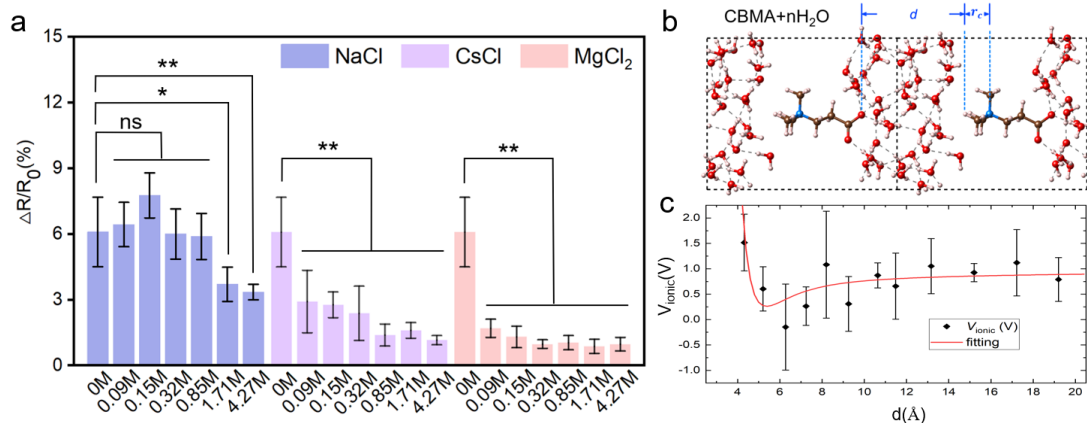 a
△R/R₀(%)
15
12
9
6
3
0
NaCl
CsCl
MgCl₂
**
*
ns
**
**
0M
0.09M
0.15M
0.32M
0.85M
1.71M
4.27M
0M
0.09M
0.15M
0.32M
0.85M
1.71M
4.27M
0M
0.09M
0.15M
0.32M
0.85M
1.71M
4.27M
b
CBMA+nH₂O
d
r_c
c
V_ionic(V)
2.0
1.5
1.0
0.5
0.0
-0.5
-1.0
V_ionic (V)
fitting
4 6 8 10 12 14 16 18 20
d(Å)